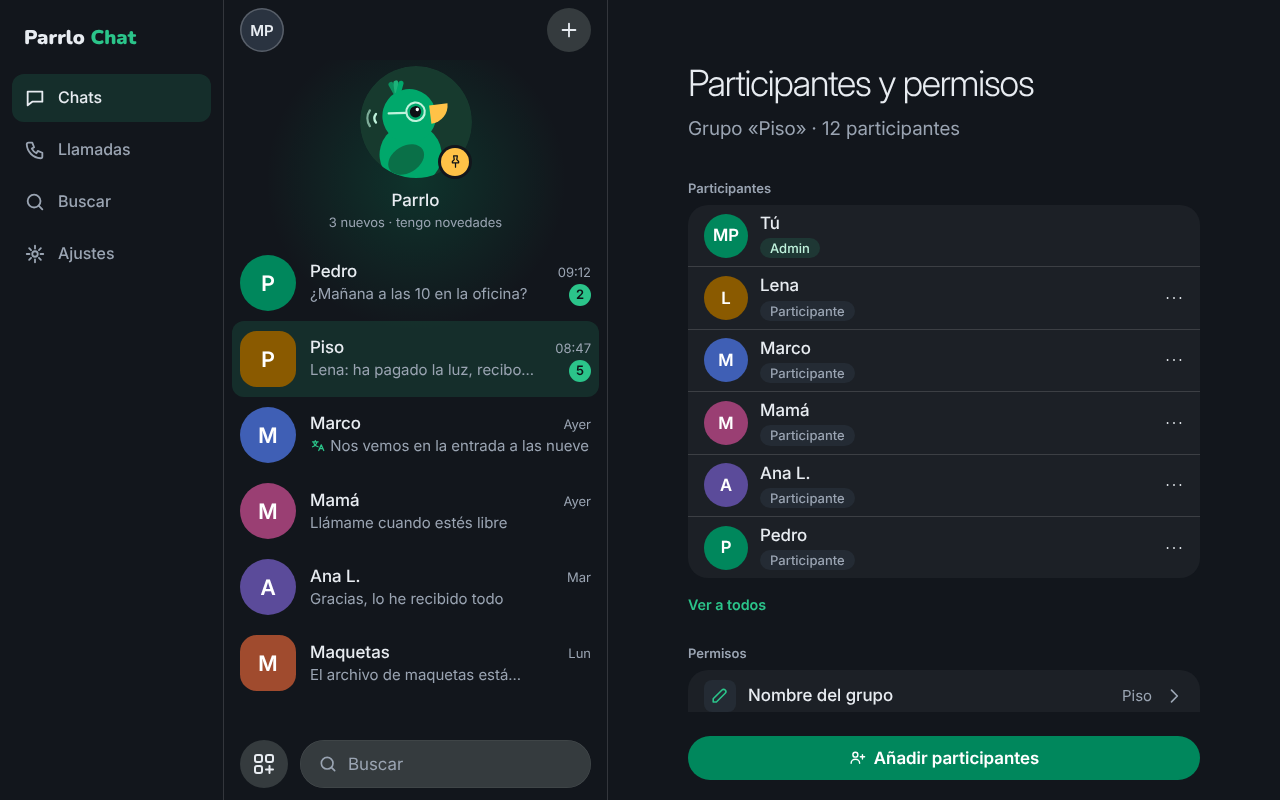 Parrlo Chat
Chats
Llamadas
Buscar
Ajustes
MP
Parrlo
3 nuevos · tengo novedades
P
Pedro
09:12
¿Mañana a las 10 en la oficina?
2
P
Piso
08:47
Lena: ha pagado la luz, recibo...
5
M
Marco
Ayer
Nos vemos en la entrada a las nueve
M
Mamá
Ayer
Llámame cuando estés libre
A
Ana L.
Mar
Gracias, lo he recibido todo
M
Maquetas
Lun
El archivo de maquetas está...
Buscar
Participantes y permisos
Grupo «Piso» · 12 participantes
Participantes
MP
Tú
Admin
L
Lena
Participante
M
Marco
Participante
M
Mamá
Participante
A
Ana L.
Participante
P
Pedro
Participante
Ver a todos
Permisos
Nombre del grupo
Piso
Añadir participantes